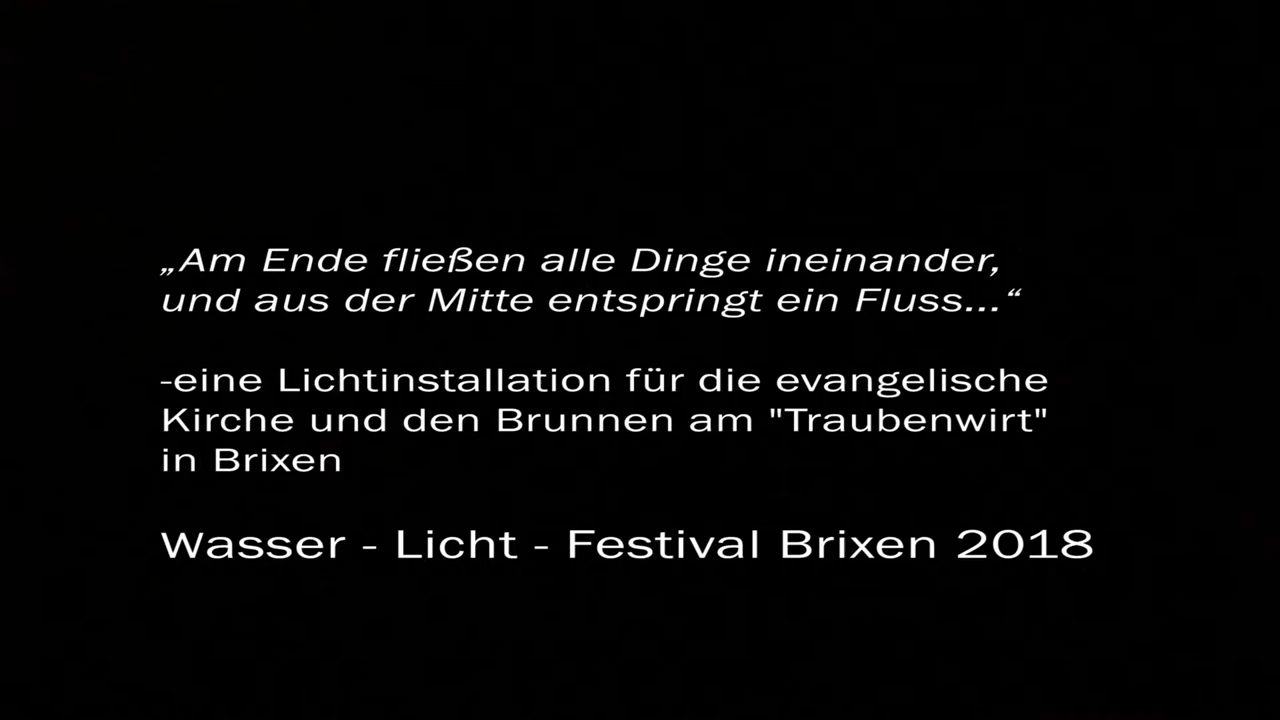 „Am Ende fließen alle Dinge ineinander,
und aus der Mitte entspringt ein Fluss...“
-eine Lichtinstallation für die evangelische
Kirche und den Brunnen am "Traubenwirt"
in Brixen
Wasser - Licht - Festival Brixen 2018